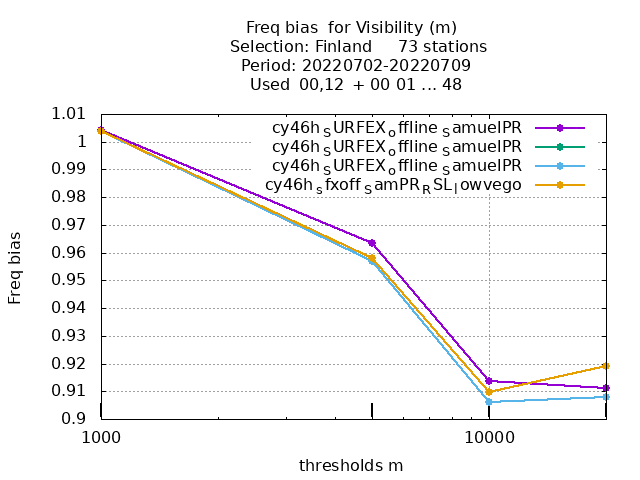 Freq bias  for Visibility (m)
Selection: Finland     73 stations
Period: 20220702-20220709
Used  00,12  + 00 01 ... 48
cy46h_SURFEX_offline_SamuelPR
cy46h_SURFEX_offline_SamuelPR
cy46h_SURFEX_offline_SamuelPR
cy46h_sfxoff_SamPR_RSL_lowvego
1.01
1
0.99
0.98
0.97
0.96
0.95
0.94
0.93
0.92
0.91
0.9
Freq bias
1000
10000
thresholds m